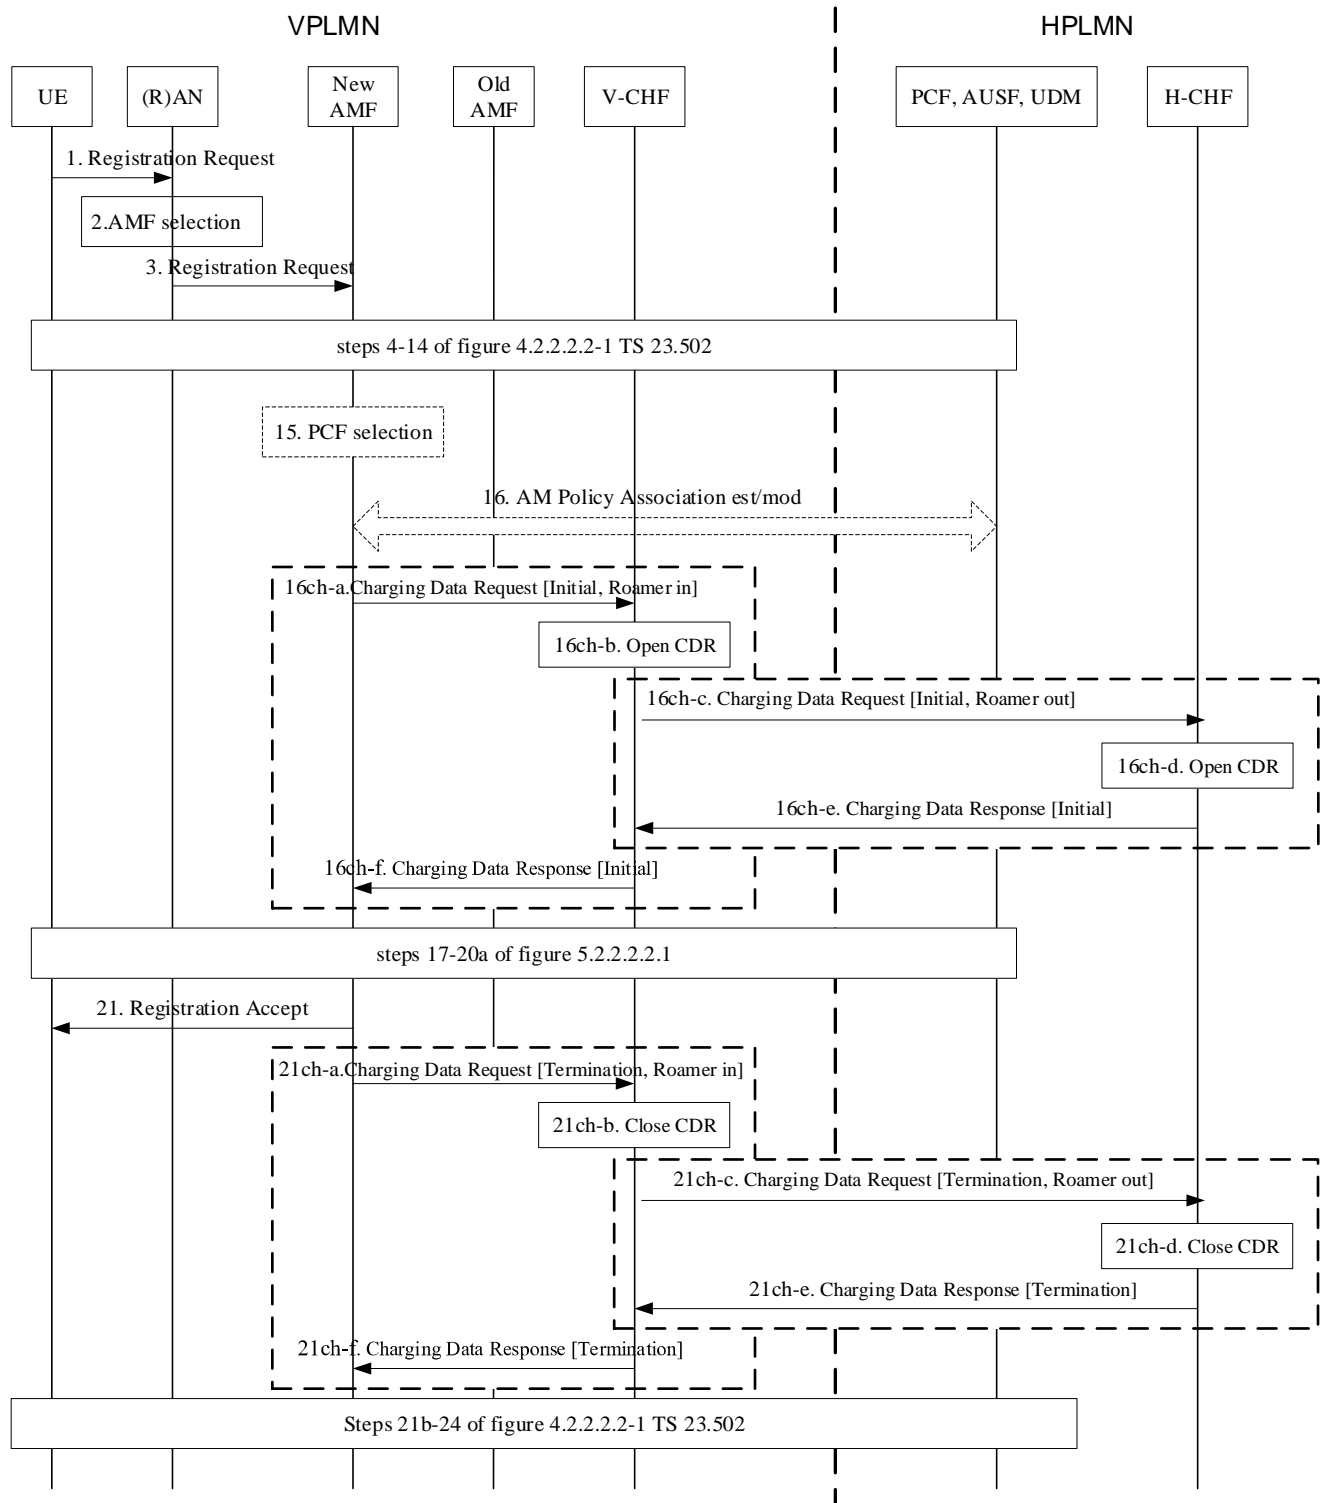 VPLMN
HPLMN
UE
(R)AN
New
AMF
Old
AMF
V-CHF
PCF, AUSF, UDM
H-CHF
1. Registration Request
2.AMF selection
3. Registration Request
steps 4-14 of figure 4.2.2.2.2-1 TS 23.502
15. PCF selection
16. AM Policy Association est/mod
16ch-a.Charging Data Request [Initial, Roamer in]
16ch-b. Open CDR
16ch-c. Charging Data Request [Initial, Roamer out]
16ch-d. Open CDR
16ch-e. Charging Data Response [Initial]
16ch-f. Charging Data Response [Initial]
steps 17-20a of figure 5.2.2.2.2.1
21. Registration Accept
21ch-a.Charging Data Request [Termination, Roamer in]
21ch-b. Close CDR
21ch-c. Charging Data Request [Termination, Roamer out]
21ch-d. Close CDR
21ch-e. Charging Data Response [Termination]
21ch-f. Charging Data Response [Termination]
Steps 21b-24 of figure 4.2.2.2.2-1 TS 23.502